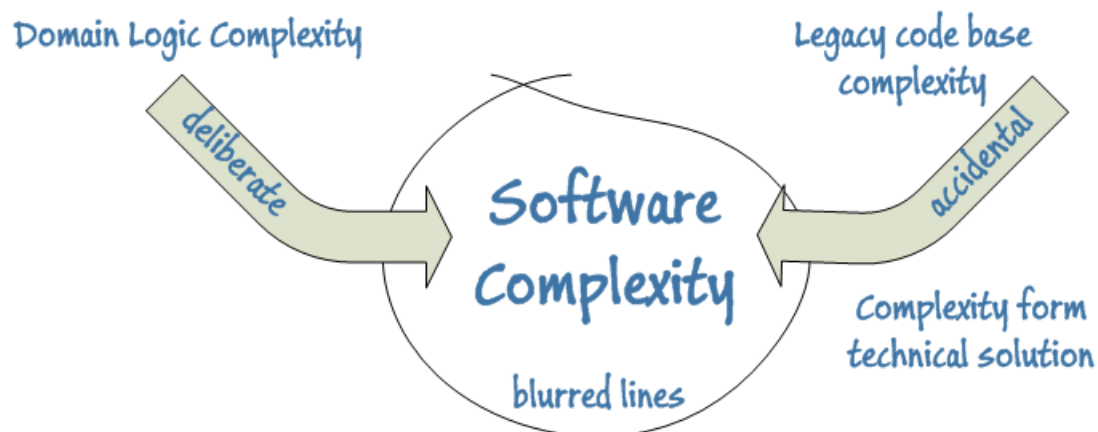 Domain Logic Complexity
deliberate
Legacy code base
complexity
accidental
Software
Complexity
Complexity form
technical solution
blurred lines